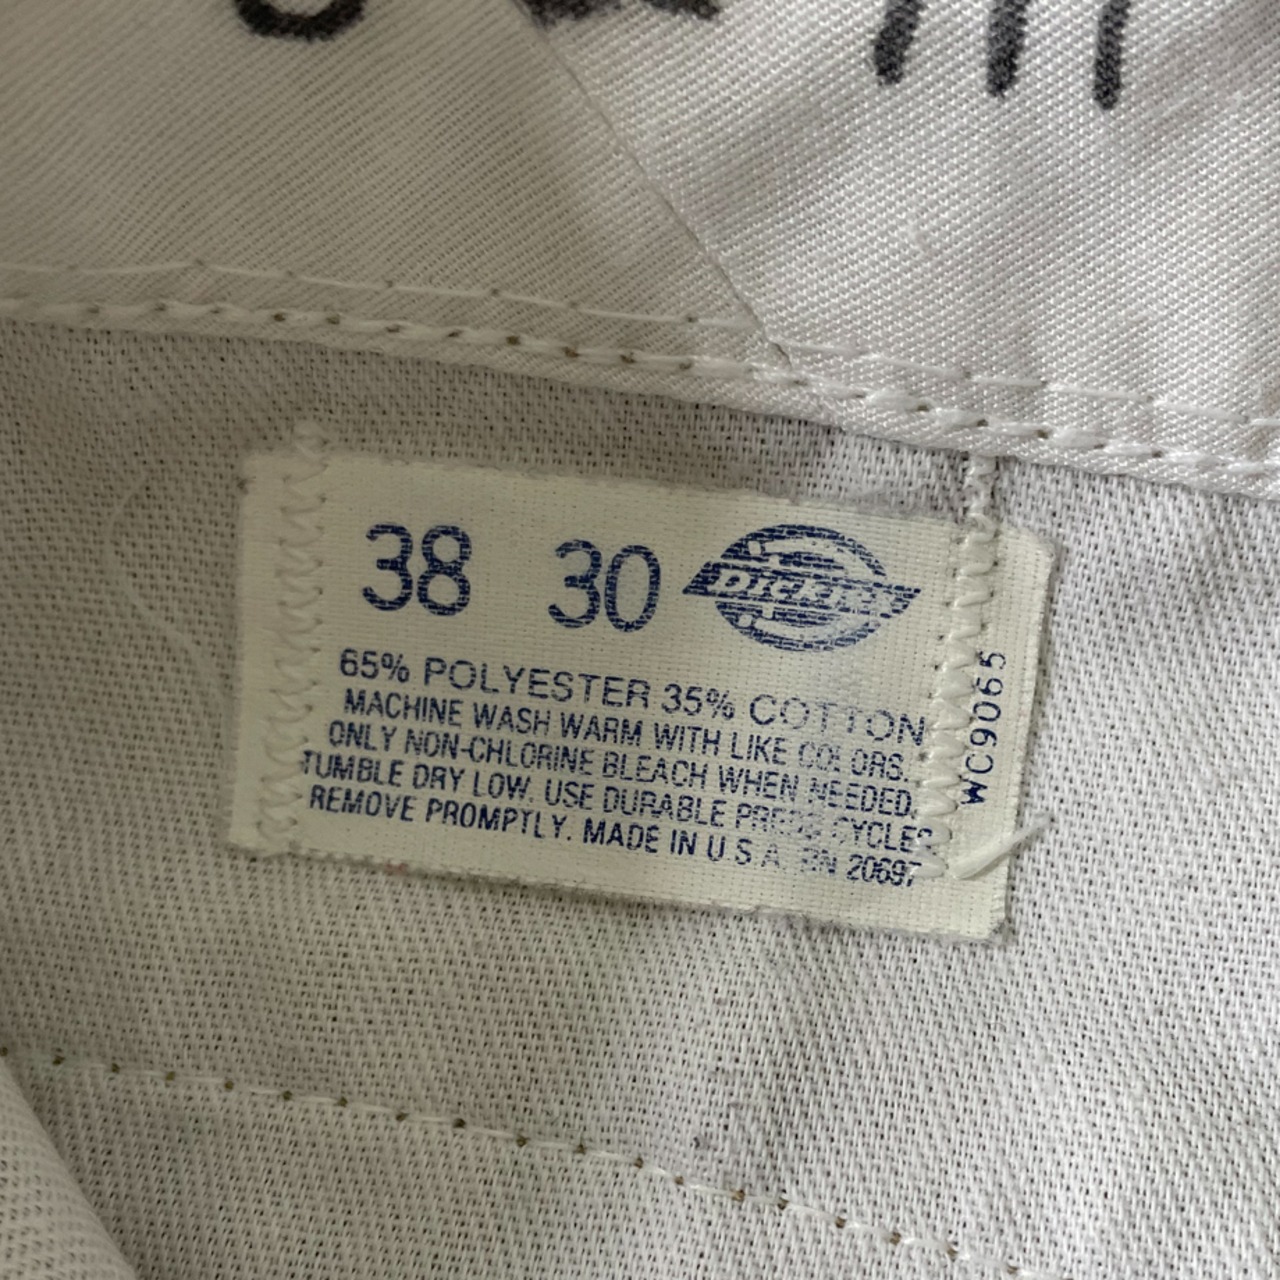 38 30 DICKIES
65% POLYESTER 35% COTTON
MACHINE WASH WARM WITH LIKE COLORS.
ONLY NON-CHLORINE BLEACH WHEN NEEDED.
TUMBLE DRY LOW. USE DURABLE PRESS CYCLES.
REMOVE PROMPTLY. MADE IN U.S.A. RN 20697
WC9065